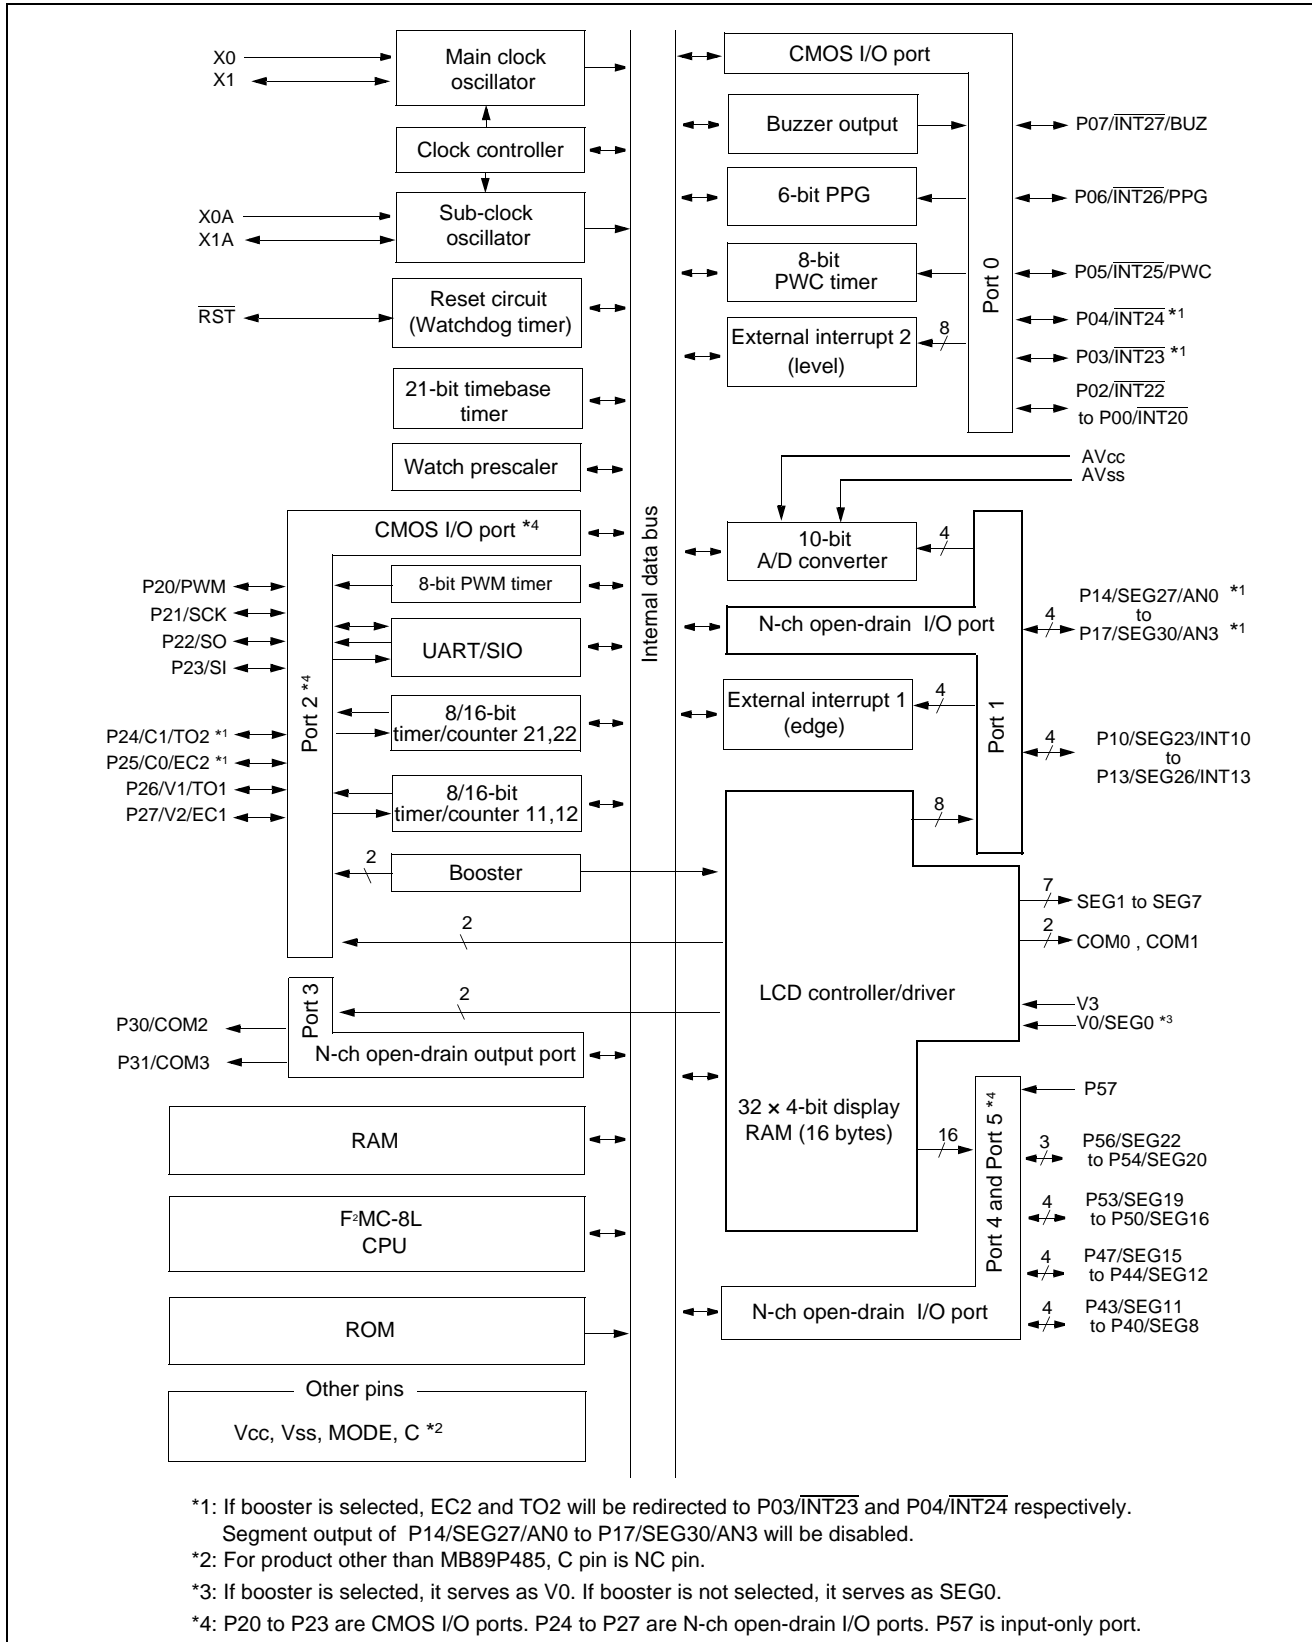 X0
X1
Main clock
oscillator
Clock controller
X0A
X1A
Sub-clock
oscillator
RST
Reset circuit
(Watchdog timer)
21-bit timebase
timer
Watch prescaler
CMOS I/O port *4
Port 2 *4
P20/PWM
P21/SCK
P22/SO
P23/SI
P24/C1/TO2 *1
P25/C0/EC2 *1
P26/V1/TO1
P27/V2/EC1
8-bit PWM timer
UART/SIO
8/16-bit
timer/counter 21,22
8/16-bit
timer/counter 11,12
2
Booster
2
Port 3
2
P30/COM2
P31/COM3
N-ch open-drain output port
RAM
F²MC-8L
CPU
ROM
Other pins
Vcc, Vss, MODE, C *2
Internal data bus
CMOS I/O port
Port 0
Buzzer output
6-bit PPG
8-bit
PWC timer
External interrupt 2
(level)
8
P07/INT27/BUZ
P06/INT26/PPG
P05/INT25/PWC
P04/INT24 *1
P03/INT23 *1
P02/INT22
to P00/INT20
AVcc
AVss
10-bit
A/D converter
4
N-ch open-drain I/O port
Port 1
External interrupt 1
(edge)
4
4
P14/SEG27/AN0 *1
to
P17/SEG30/AN3 *1
4
P10/SEG23/INT10
to
P13/SEG26/INT13
8
7
SEG1 to SEG7
2
COM0 , COM1
LCD controller/driver
V3
V0/SEG0 *3
32 × 4-bit display
RAM (16 bytes)
16
Port 4 and Port 5 *4
P57
3
P56/SEG22
to P54/SEG20
4
P53/SEG19
to P50/SEG16
4
P47/SEG15
to P44/SEG12
4
P43/SEG11
to P40/SEG8
N-ch open-drain I/O port
*1: If booster is selected, EC2 and TO2 will be redirected to P03/INT23 and P04/INT24 respectively.
Segment output of P14/SEG27/AN0 to P17/SEG30/AN3 will be disabled.
*2: For product other than MB89P485, C pin is NC pin.
*3: If booster is selected, it serves as V0. If booster is not selected, it serves as SEG0.
*4: P20 to P23 are CMOS I/O ports. P24 to P27 are N-ch open-drain I/O ports. P57 is input-only port.